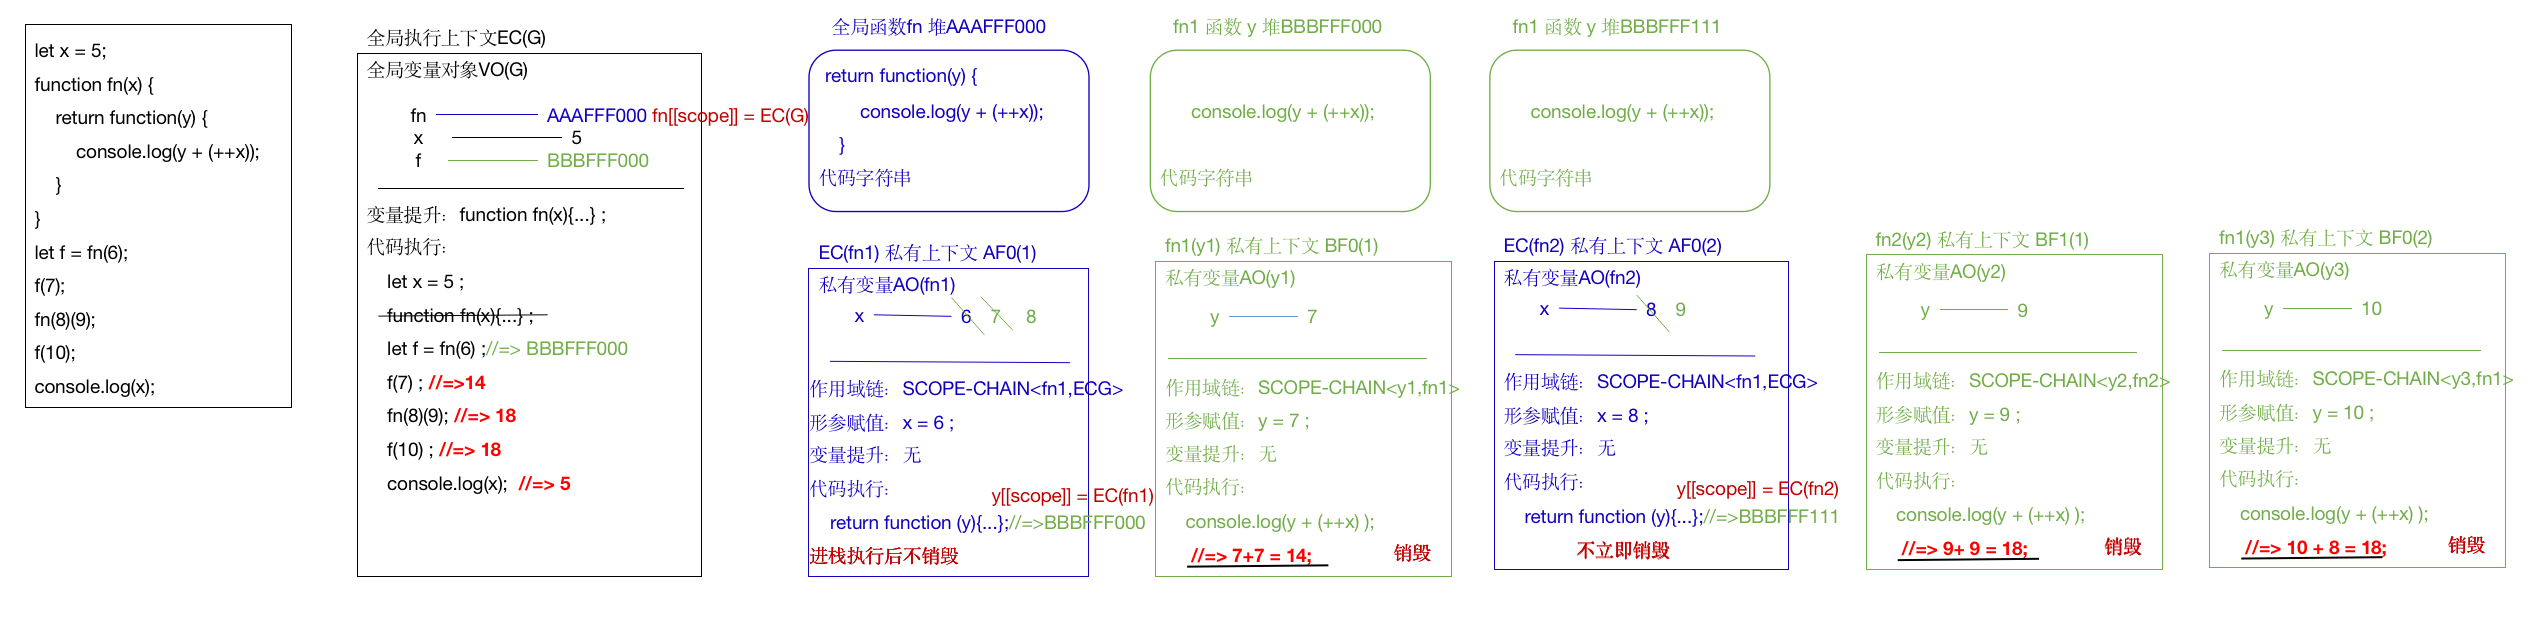 let x = 5;
function fn(x) {
return function(y) {
console.log(y + (++x));
}
}
let f = fn(6);
f(7);
fn(8)(9);
f(10);
console.log(x);
全局执行上下文EC(G)
全局变量对象VO(G)
fn AAAFFF000 fn[[scope]] = EC(G)
x 5
f BBBFFF000
变量提升: function fn(x){...} ;
代码执行:
let x = 5 ;
function fn(x){...} ;
let f = fn(6) ;//=> BBBFFF000
f(7) ; //=>14
fn(8)(9); //=> 18
f(10) ; //=> 18
console.log(x); //=> 5
全局函数fn 堆AAAFFF000
return function(y) {
console.log(y + (++x));
}
代码字符串
fn1 函数 y 堆BBBFFF000
console.log(y + (++x));
代码字符串
fn1 函数 y 堆BBBFFF111
console.log(y + (++x));
代码字符串
EC(fn1) 私有上下文 AF0(1)
私有变量AO(fn1)
x 6 7 8
作用域链: SCOPE-CHAIN<fn1,ECG>
形参赋值: x = 6 ;
变量提升: 无
代码执行:
y[[scope]] = EC(fn1)
return function (y){...};//=>BBBFFF000
进栈执行后不销毁
fn1(y1) 私有上下文 BF0(1)
私有变量AO(y1)
y 7
作用域链: SCOPE-CHAIN<y1,fn1>
形参赋值: y = 7 ;
变量提升: 无
代码执行:
console.log(y + (++x) );
//=> 7+7 = 14; 销毁
EC(fn2) 私有上下文 AF0(2)
私有变量AO(fn2)
x 8 9
作用域链: SCOPE-CHAIN<fn1,ECG>
形参赋值: x = 8 ;
变量提升: 无
代码执行:
y[[scope]] = EC(fn2)
return function (y){...};//=>BBBFFF111
不立即销毁
fn2(y2) 私有上下文 BF1(1)
私有变量AO(y2)
y 9
作用域链: SCOPE-CHAIN<y2,fn2>
形参赋值: y = 9 ;
变量提升: 无
代码执行:
console.log(y + (++x) );
//=> 9+ 9 = 18; 销毁
fn1(y3) 私有上下文 BF0(2)
私有变量AO(y3)
y 10
作用域链: SCOPE-CHAIN<y3,fn1>
形参赋值: y = 10 ;
变量提升: 无
代码执行:
console.log(y + (++x) );
//=> 10 + 8 = 18; 销毁